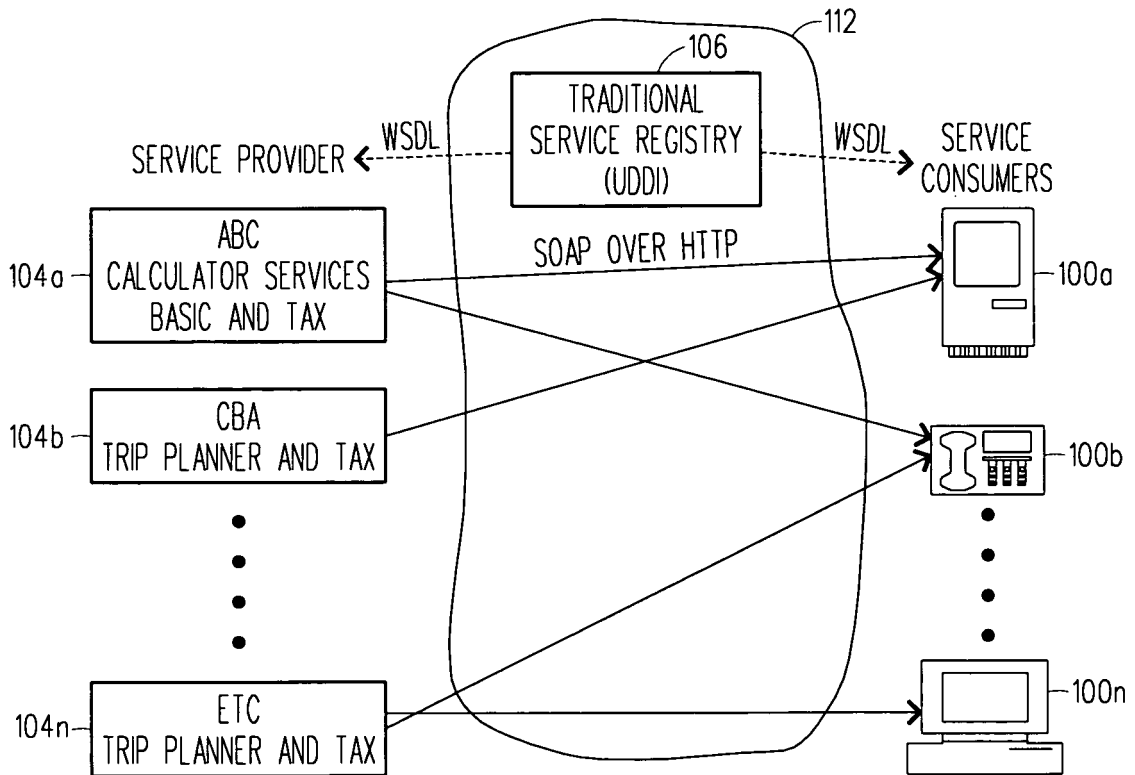 112
106
TRADITIONAL
SERVICE REGISTRY
(UDDI)
WSDL
WSDL
SERVICE PROVIDER
SERVICE
CONSUMERS
ABC
CALCULATOR SERVICES
BASIC AND TAX
104a
SOAP OVER HTTP
100a
CBA
TRIP PLANNER AND TAX
104b
100b
ETC
TRIP PLANNER AND TAX
104n
100n